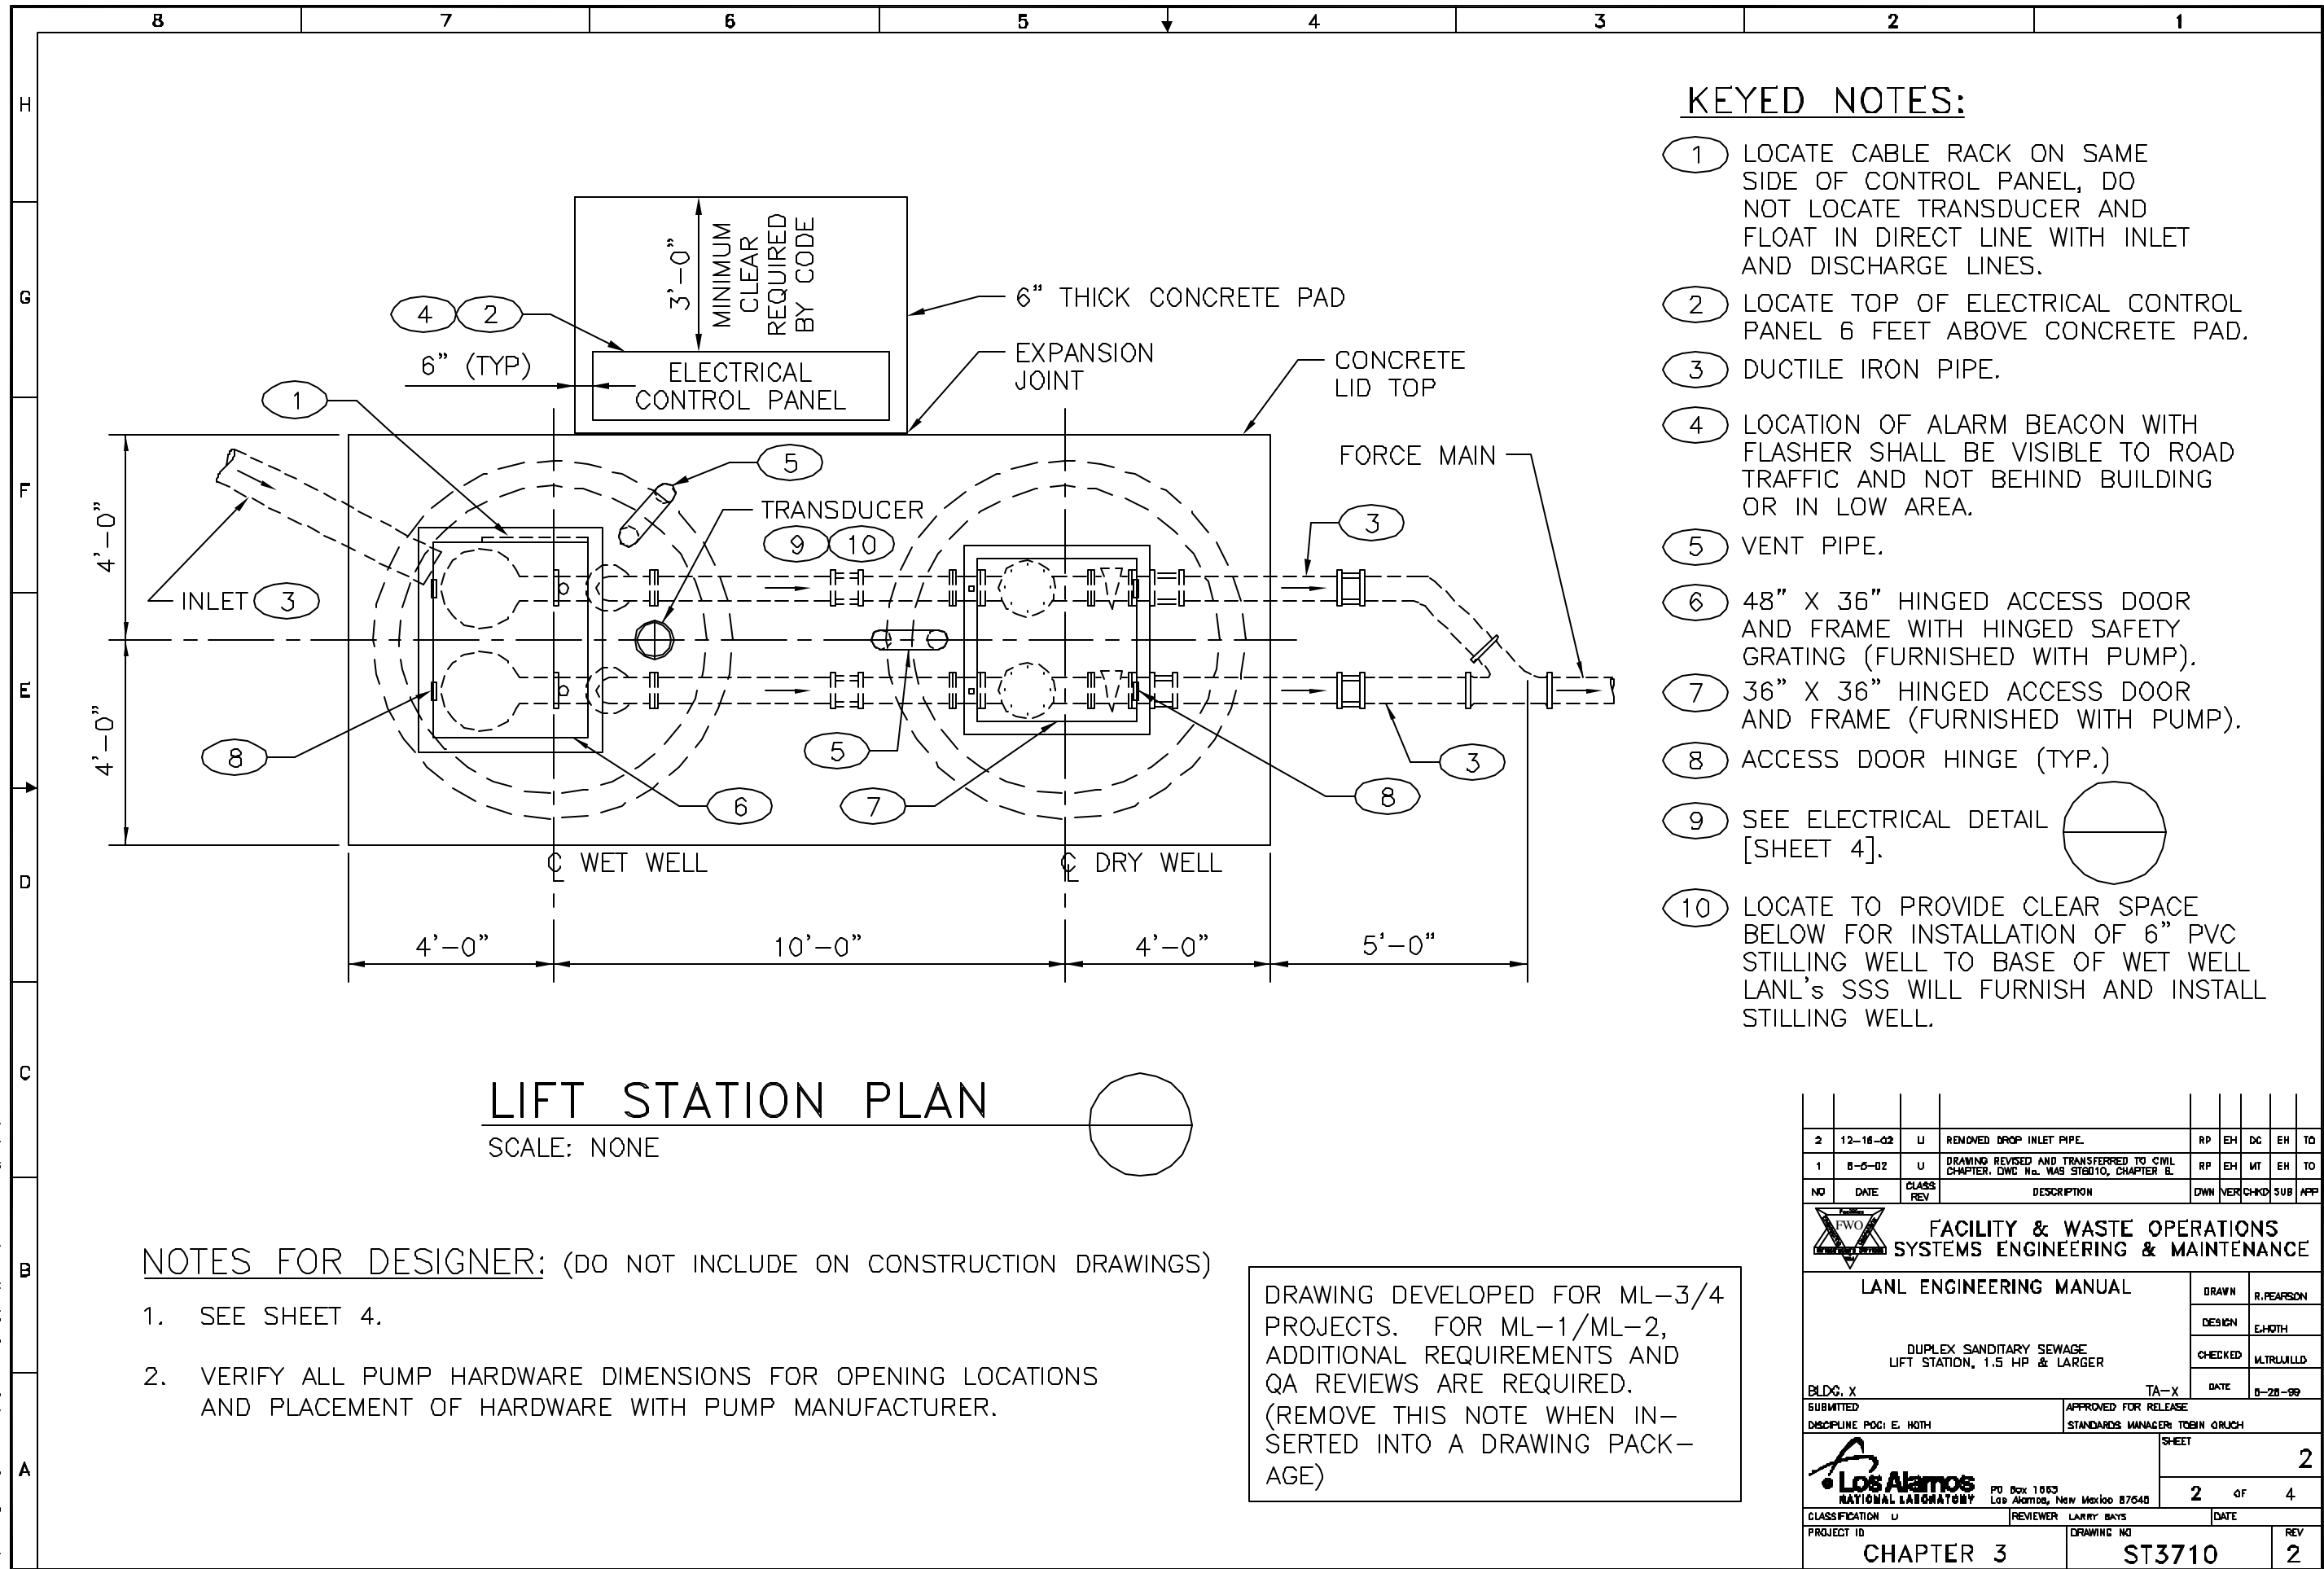 8 7 6 5 4 3 2 1
H
G
F
E
D
C
B
A
KEYED NOTES:
1 LOCATE CABLE RACK ON SAME
SIDE OF CONTROL PANEL, DO
NOT LOCATE TRANSDUCER AND
FLOAT IN DIRECT LINE WITH INLET
AND DISCHARGE LINES.
2 LOCATE TOP OF ELECTRICAL CONTROL
PANEL 6 FEET ABOVE CONCRETE PAD.
3 DUCTILE IRON PIPE.
4 LOCATION OF ALARM BEACON WITH
FLASHER SHALL BE VISIBLE TO ROAD
TRAFFIC AND NOT BEHIND BUILDING
OR IN LOW AREA.
5 VENT PIPE.
6 48" X 36" HINGED ACCESS DOOR
AND FRAME WITH HINGED SAFETY
GRATING (FURNISHED WITH PUMP).
7 36" X 36" HINGED ACCESS DOOR
AND FRAME (FURNISHED WITH PUMP).
8 ACCESS DOOR HINGE (TYP.)
9 SEE ELECTRICAL DETAIL
[SHEET 4].
10 LOCATE TO PROVIDE CLEAR SPACE
BELOW FOR INSTALLATION OF 6" PVC
STILLING WELL TO BASE OF WET WELL
LANL's SSS WILL FURNISH AND INSTALL
STILLING WELL.
3'-0"
MINIMUM
CLEAR
REQUIRED
BY CODE
4 2
6" (TYP)
ELECTRICAL
CONTROL PANEL
6" THICK CONCRETE PAD
EXPANSION
JOINT
CONCRETE
LID TOP
FORCE MAIN
1
5
TRANSDUCER
9 10
3
4'-0"
INLET 3
4'-0"
8
5
6
7
8
3
℄ WET WELL
℄ DRY WELL
4'-0"
10'-0"
4'-0"
5'-0"
LIFT STATION PLAN
SCALE: NONE
NOTES FOR DESIGNER: (DO NOT INCLUDE ON CONSTRUCTION DRAWINGS)
1. SEE SHEET 4.
2. VERIFY ALL PUMP HARDWARE DIMENSIONS FOR OPENING LOCATIONS
AND PLACEMENT OF HARDWARE WITH PUMP MANUFACTURER.
DRAWING DEVELOPED FOR ML-3/4
PROJECTS. FOR ML-1/ML-2,
ADDITIONAL REQUIREMENTS AND
QA REVIEWS ARE REQUIRED.
(REMOVE THIS NOTE WHEN IN-
SERTED INTO A DRAWING PACK-
AGE)
2 12-16-02 U REMOVED DROP INLET PIPE. RP EH DC EH TO
1 U DRAWING REVISED AND TRANSFERRED TO CIVIL
CHAPTER. DWG No. WAS ST6010, CHAPTER 6. RP EH MT EH TO
NO DATE CLASS REV DESCRIPTION DWN VER CHKD SUB APP
FWO
FACILITY & WASTE OPERATIONS
SYSTEMS ENGINEERING & MAINTENANCE
LANL ENGINEERING MANUAL
DRAWN R.PEARSON
DESIGN E.HOTH
DUPLEX SANDITARY SEWAGE
LIFT STATION, 1.5 HP & LARGER
CHECKED M.TRUJILLO
BLDG. X TA-X
DATE
SUBMITTED
DISCIPLINE POC: E. HOTH
APPROVED FOR RELEASE
STANDARDS MANAGER: TOBIN ORUCH
Los Alamos
NATIONAL LABORATORY
PO Box 1663
Los Alamos, New Mexico 87545
SHEET
2
2 OF 4
CLASSIFICATION U REVIEWER LARRY BAYS DATE
PROJECT ID
CHAPTER 3
DRAWING NO
ST3710
REV
2